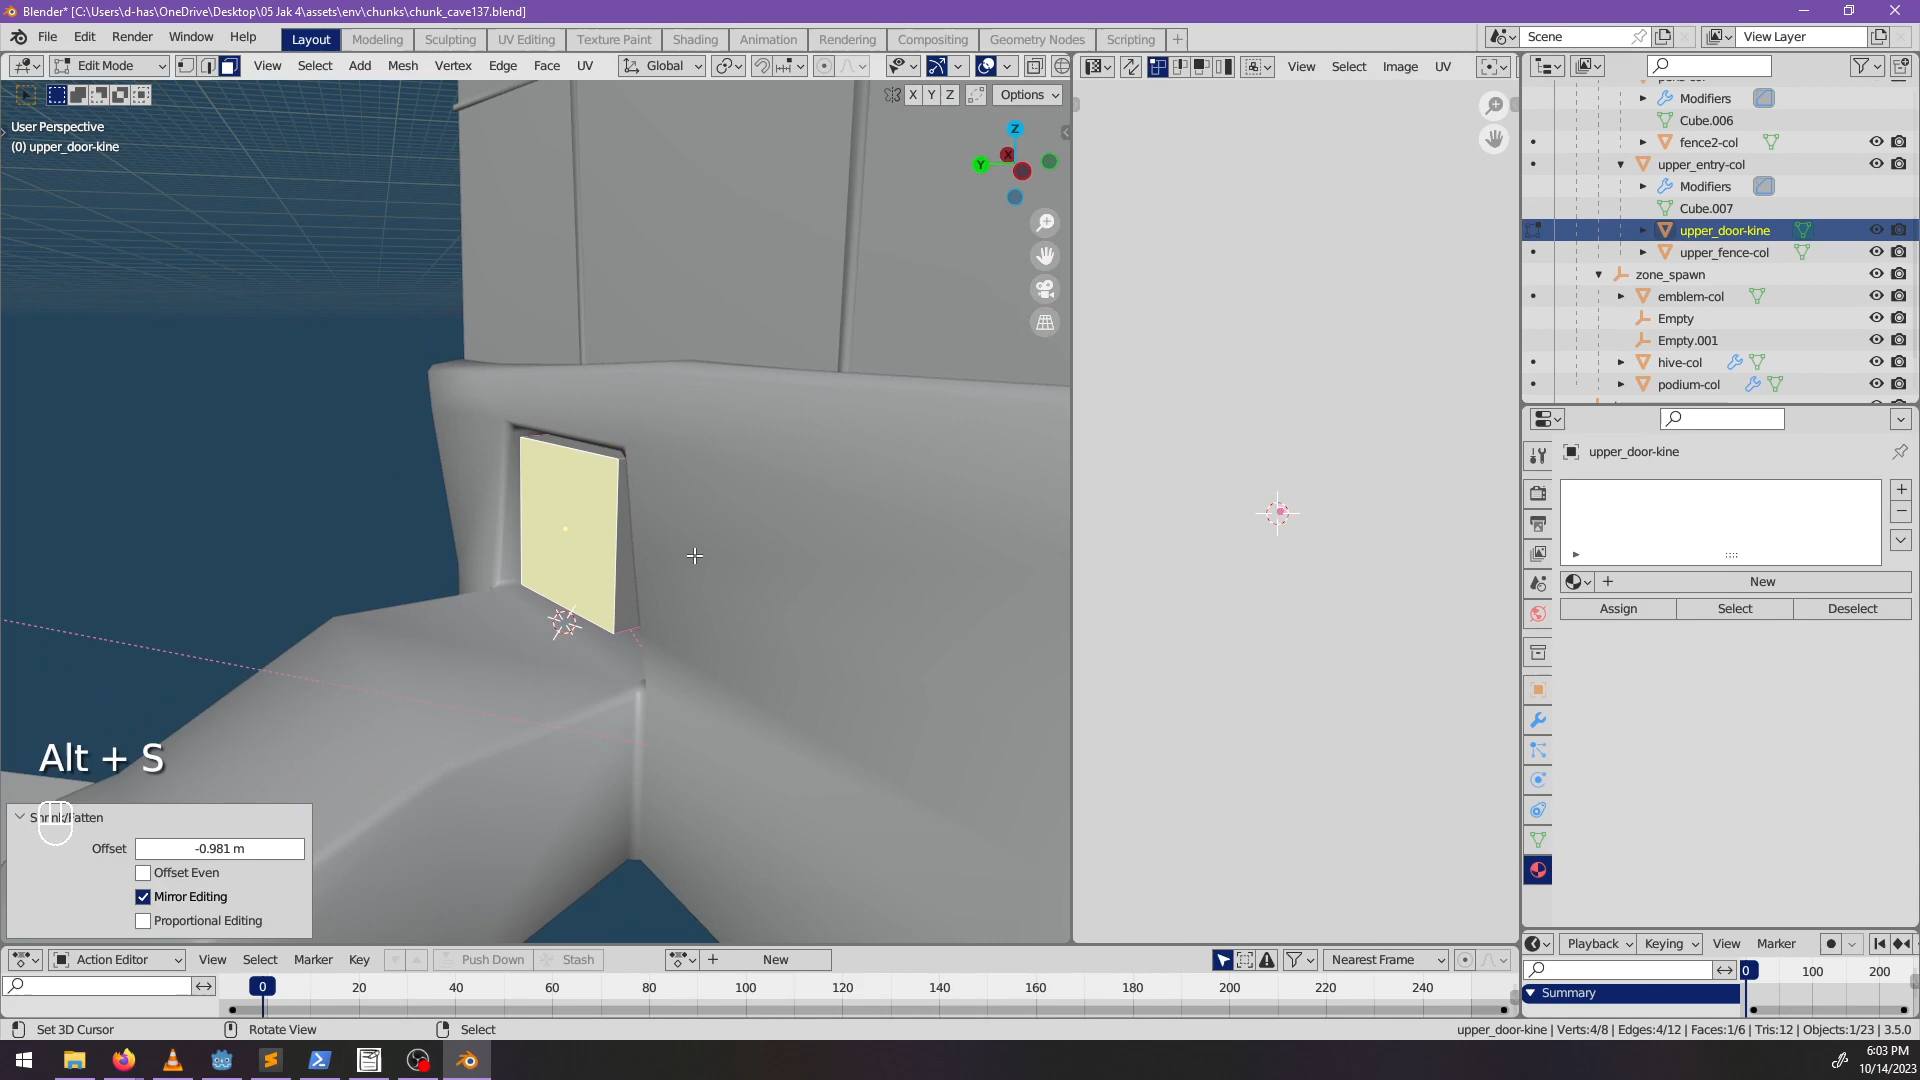 Blender* [C:\Users\d-has\OneDrive\Desktop\05 Jak 4\assets\env\chunks\chunk_cave137.blend]
File Edit Render Window Help Layout Modeling Sculpting UV Editing Texture Paint Shading Animation Rendering Compositing Geometry Nodes Scripting + Scene View Layer
Edit Mode View Select Add Mesh Vertex Edge Face UV Global View Select Image UV
X Y Z Options
User Perspective
(0) upper_door-kine
Z
X
Y
Modifiers
Cube.006
fence2-col
upper_entry-col
Modifiers
Cube.007
upper_door-kine
upper_fence-col
zone_spawn
emblem-col
Empty
Empty.001
hive-col
podium-col
upper_door-kine
New
Assign Select Deselect
Alt + S
Shrink/Fatten
Offset -0.981 m
Offset Even
Mirror Editing
Proportional Editing
Action Editor View Select Marker Key Push Down Stash New Nearest Frame Playback Keying View Marker
0 20 40 60 80 100 120 140 160 180 200 220 240 0 100 200
Summary
Set 3D Cursor Rotate View Select upper_door-kine | Verts:4/8 | Edges:4/12 | Faces:1/6 | Tris:12 | Objects:1/23 | 3.5.0
6:03 PM
10/14/2023